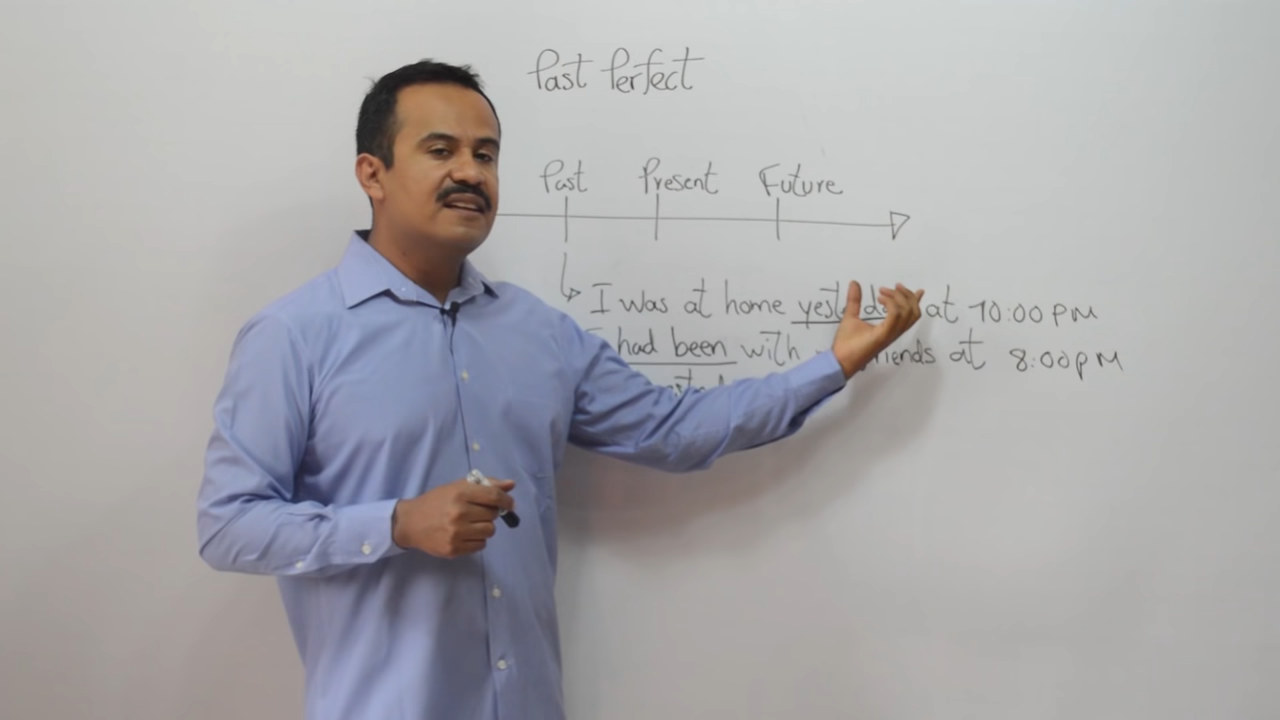 Past Perfect
Past Present Future
I was at home yesterday at 10:00 PM
had been with friends at 8:00 PM